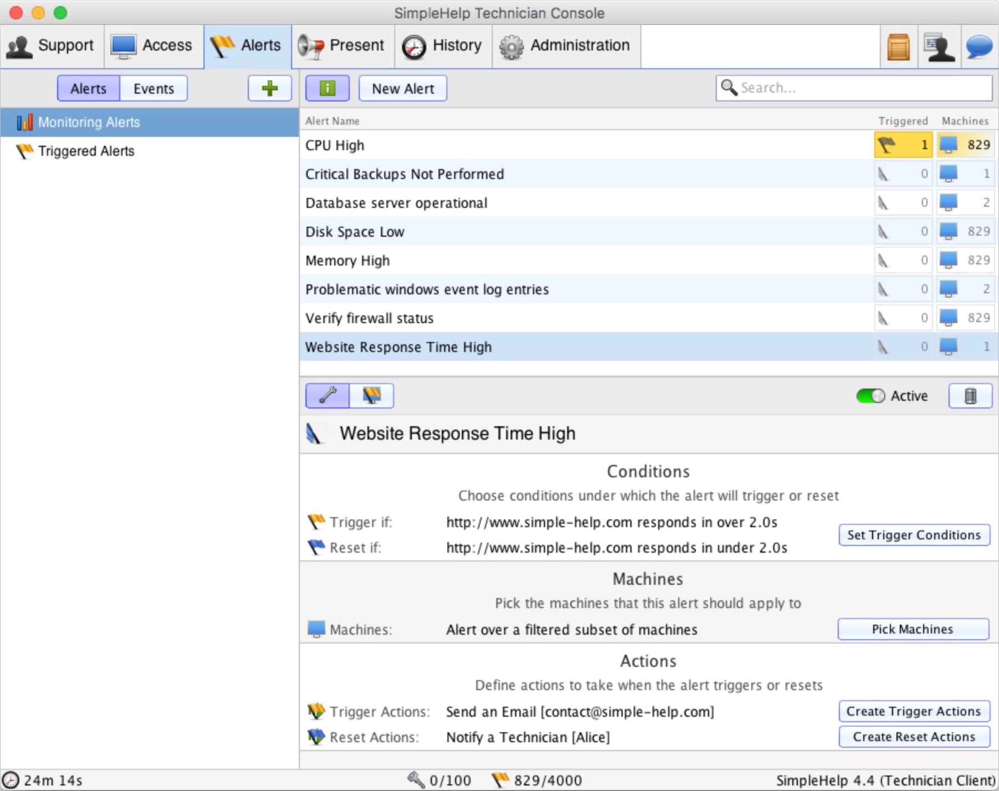 SimpleHelp Technician Console
Support Access Alerts Present History Administration
Alerts Events New Alert Search...
Monitoring Alerts
Triggered Alerts
Alert Name Triggered Machines
CPU High 1 829
Critical Backups Not Performed 0 1
Database server operational 0 2
Disk Space Low 0 829
Memory High 0 829
Problematic windows event log entries 0 2
Verify firewall status 0 829
Website Response Time High 0 1
Active
Website Response Time High
Conditions
Choose conditions under which the alert will trigger or reset
Trigger if: http://www.simple-help.com responds in over 2.0s
Set Trigger Conditions
Reset if: http://www.simple-help.com responds in under 2.0s
Machines
Pick the machines that this alert should apply to
Machines: Alert over a filtered subset of machines Pick Machines
Actions
Define actions to take when the alert triggers or resets
Trigger Actions: Send an Email [contact@simple-help.com] Create Trigger Actions
Reset Actions: Notify a Technician [Alice] Create Reset Actions
24m 14s 0/100 829/4000 SimpleHelp 4.4 (Technician Client)